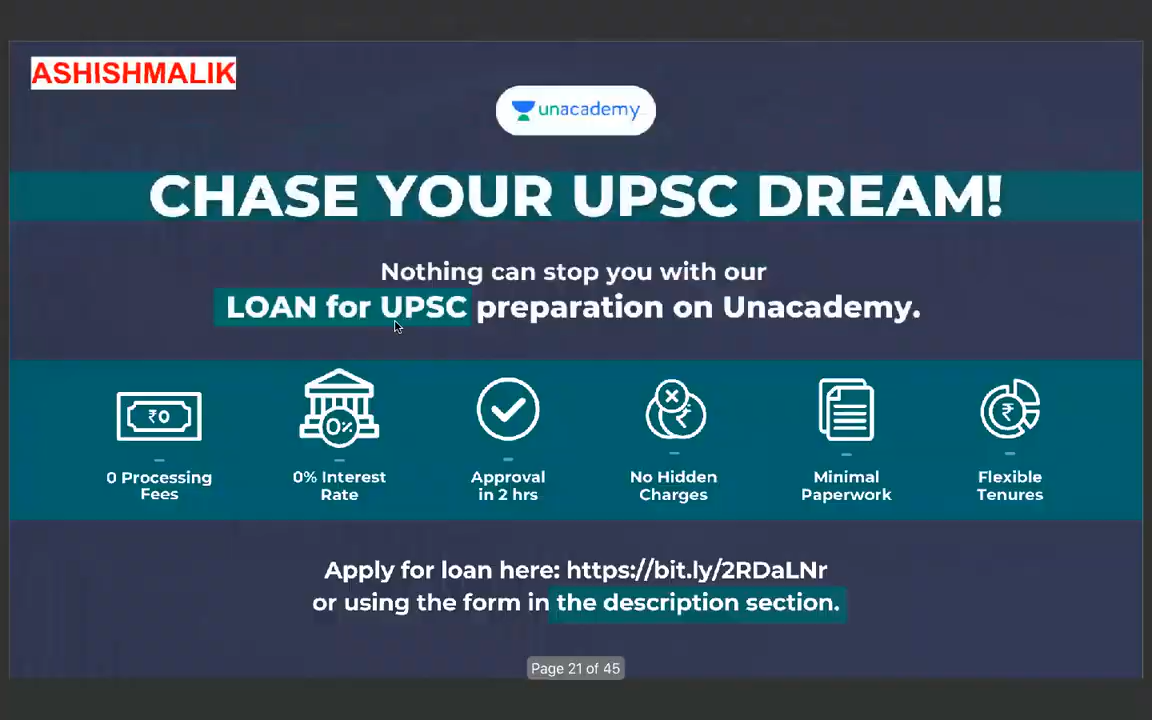 ASHISHMALIK
unacademy
CHASE YOUR UPSC DREAM!
Nothing can stop you with our
LOAN for UPSC preparation on Unacademy.
₹0
0%
₹
₹
0 Processing
Fees
0% Interest
Rate
Approval
in 2 hrs
No Hidden
Charges
Minimal
Paperwork
Flexible
Tenures
Apply for loan here: https://bit.ly/2RDaLNr
or using the form in the description section.
Page 21 of 45